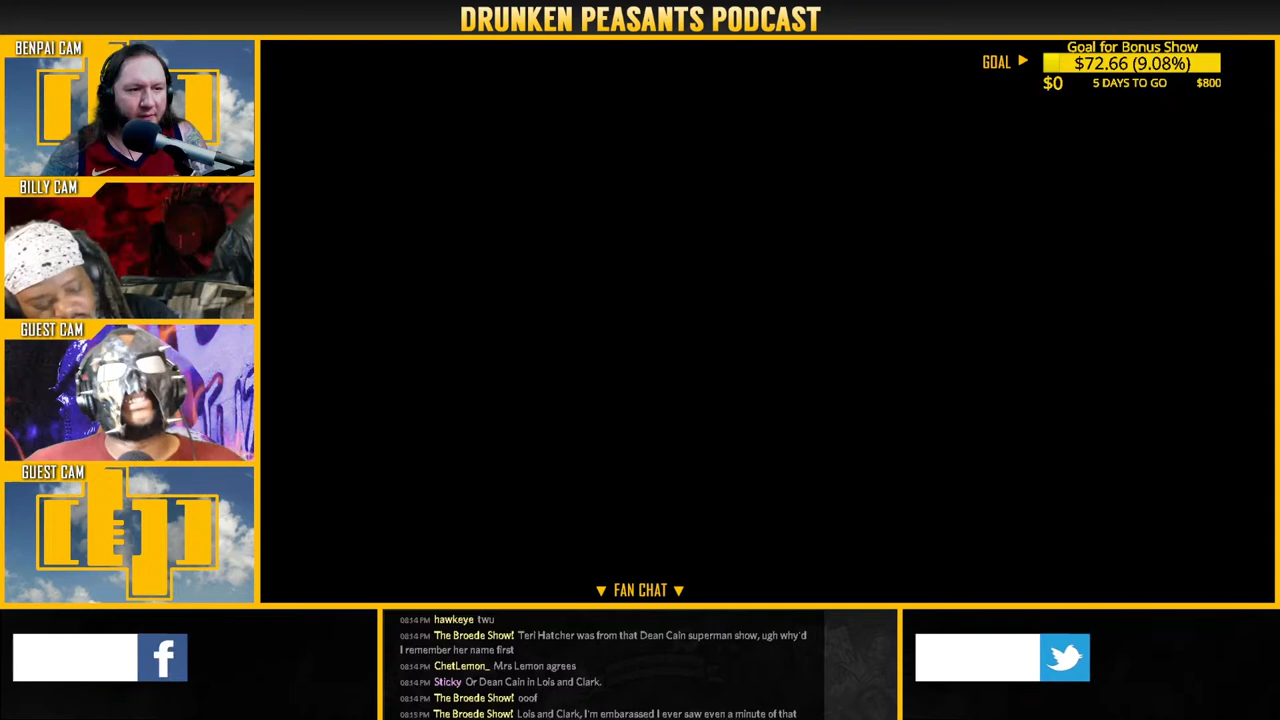 DRUNKEN PEASANTS PODCAST
BENPAI CAM
BILLY CAM
GUEST CAM
GUEST CAM
GOAL
Goal for Bonus Show
$72.66 (9.08%)
$0 5 DAYS TO GO $800
▼ FAN CHAT ▼
08:14 PM hawkeye twu
08:14 PM The Broede Show! Teri Hatcher was from that Dean Cain superman show, ugh why'd
I remember her name first
08:14 PM ChetLemon_ Mrs Lemon agrees
08:14 PM Sticky Or Dean Cain in Lois and Clark.
08:14 PM The Broede Show! ooof
08:15 PM The Broede Show! Lois and Clark, I'm embarassed I ever saw even a minute of that